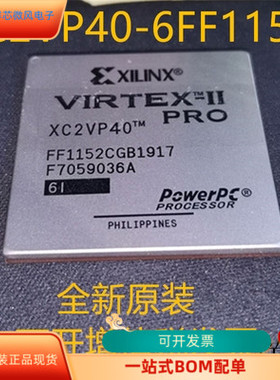 P40-6FF115
XILINX®
VIRTEX™-II
PRO
XC2VP40™
FF1152CGB1917
F7059036A
6I
PowerPC®
PROCESSOR
PHILIPPINES
全新原装
可开发票
一站式BOM配单